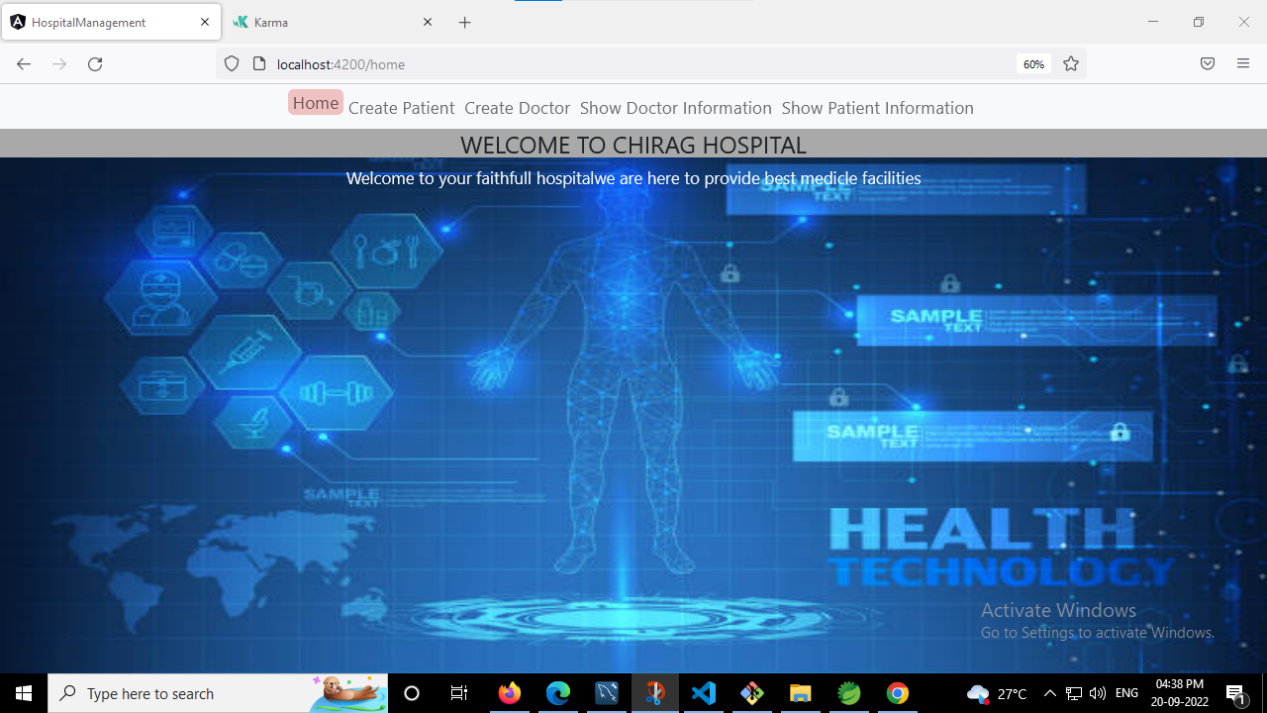 HospitalManagement
Karma
localhost:4200/home
60%
Home Create Patient Create Doctor Show Doctor Information Show Patient Information
WELCOME TO CHIRAG HOSPITAL
Welcome to your faithfull hospitalwe are here to provide best medicle facilities
SAMPLE
TEXT
SAMPLE
TEXT
SAMPLE
TEXT
SAMPLE
TEXT
HEALTH
TECHNOLOGY
Activate Windows
Go to Settings to activate Windows.
Type here to search
27°C
ENG
04:38 PM
20-09-2022
1